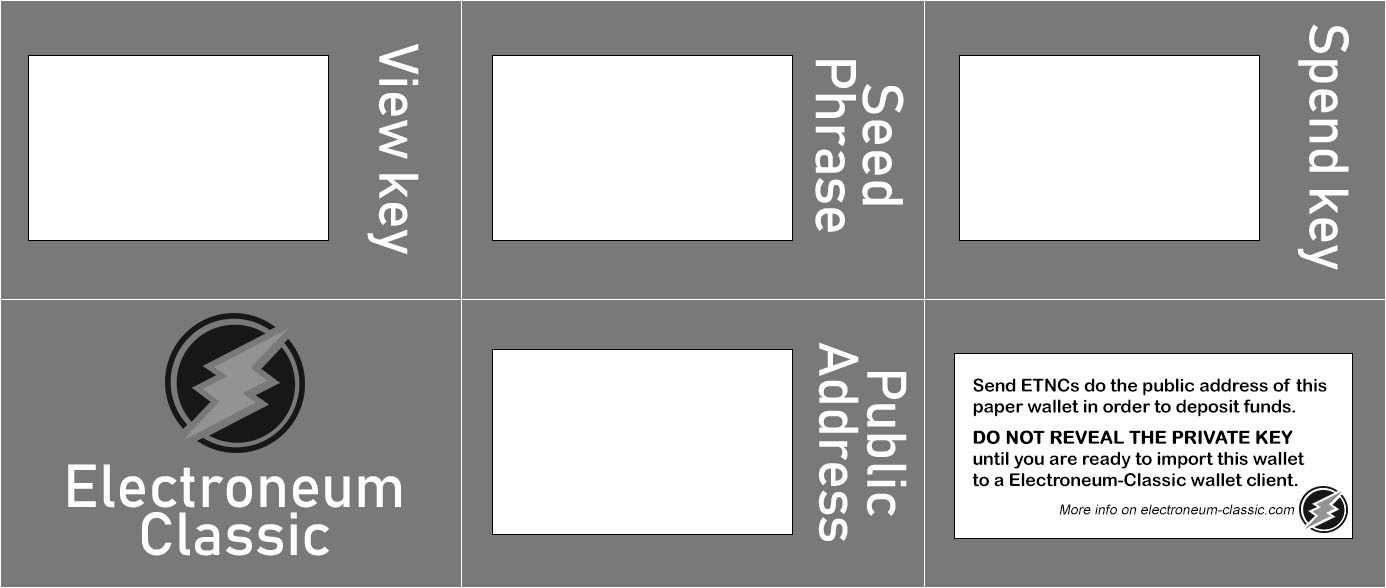 View key
Seed
Phrase
Spend key
Electroneum
Classic
Public
Address
Send ETNCs do the public address of this
paper wallet in order to deposit funds.
DO NOT REVEAL THE PRIVATE KEY
until you are ready to import this wallet
to a Electroneum-Classic wallet client.
More info on electroneum-classic.com